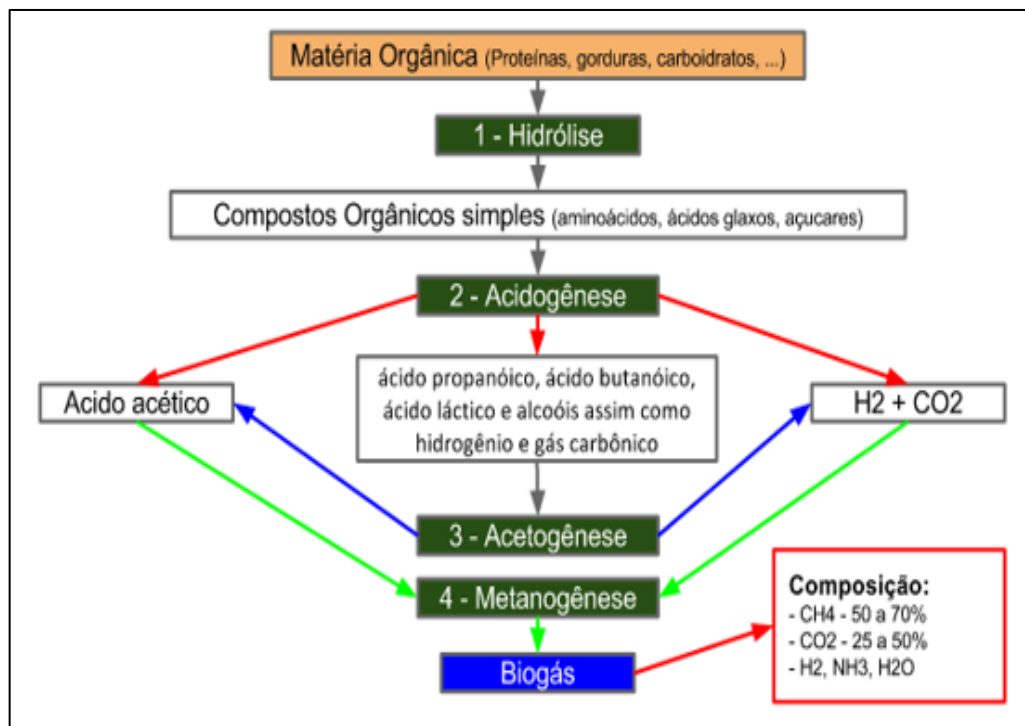 Matéria Orgânica (Proteínas, gorduras, carboidratos, ...)
1 - Hidrólise
Compostos Orgânicos simples (aminoácidos, ácidos glaxos, açucares)
2 - Acidogênese
Acido acético
ácido propanóico, ácido butanóico,
ácido láctico e alcoóis assim como
hidrogênio e gás carbônico
H2 + CO2
3 - Acetogênese
4 - Metanogênese
Biogás
Composição:
- CH4 - 50 a 70%
- CO2 - 25 a 50%
- H2, NH3, H2O